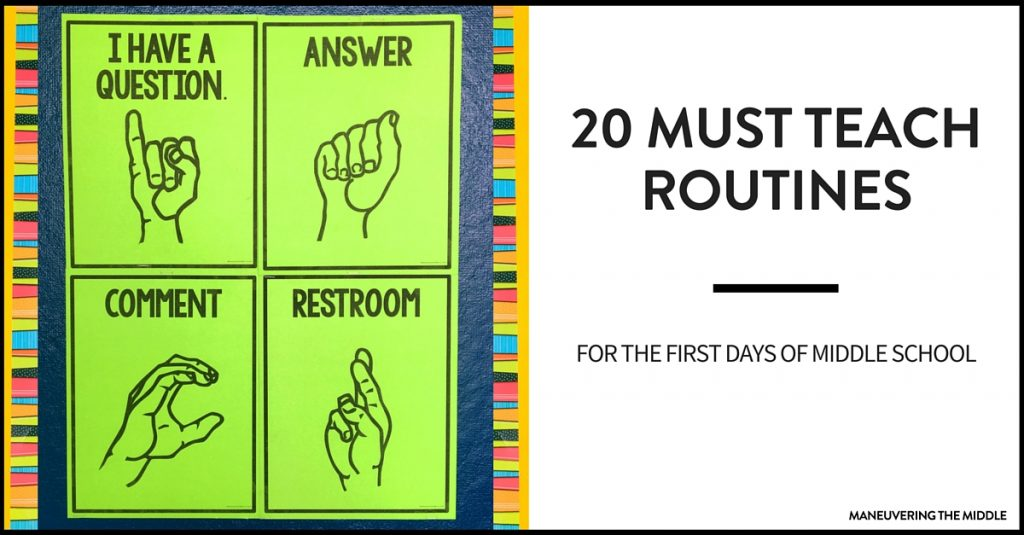 I HAVE A
QUESTION.
ANSWER
COMMENT
RESTROOM
20 MUST TEACH
ROUTINES
FOR THE FIRST DAYS OF MIDDLE SCHOOL
MANEUVERING THE MIDDLE